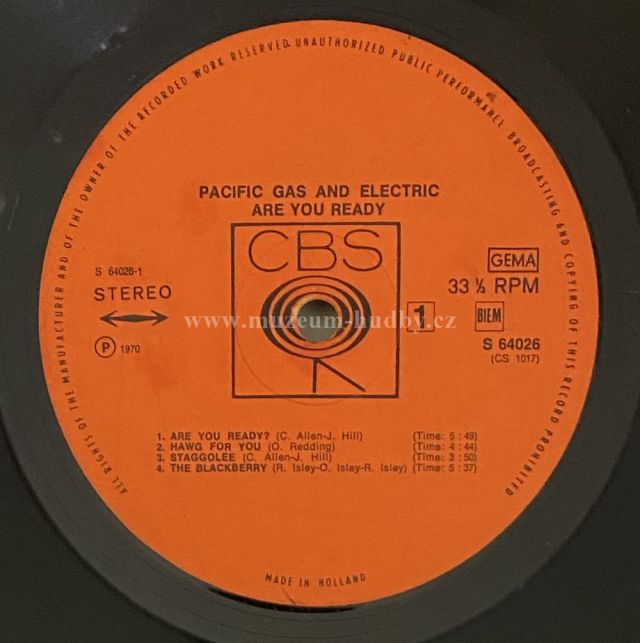 ALL RIGHTS OF THE MANUFACTURER AND OF THE OWNER OF THE RECORDED WORK RESERVED. UNAUTHORIZED PUBLIC PERFORMANCE BROADCASTING AND COPYING OF THIS RECORD PROHIBITED
PACIFIC GAS AND ELECTRIC
ARE YOU READY
CBS
S 64026-1
STEREO
℗ 1970
GEMA
33 ⅓ RPM
1 BIEM
S 64026
(CS 1017)
www.muzeum-hudby.cz
1. ARE YOU READY? (C. Allen-J. Hill) (Time: 5:49)
2. HAWG FOR YOU (O. Redding) (Time: 4:44)
3. STAGGOLEE (C. Allen-J. Hill) (Time: 3:50)
4. THE BLACKBERRY (R. Isley-O. Isley-R. Isley) (Time: 5:37)
MADE IN HOLLAND